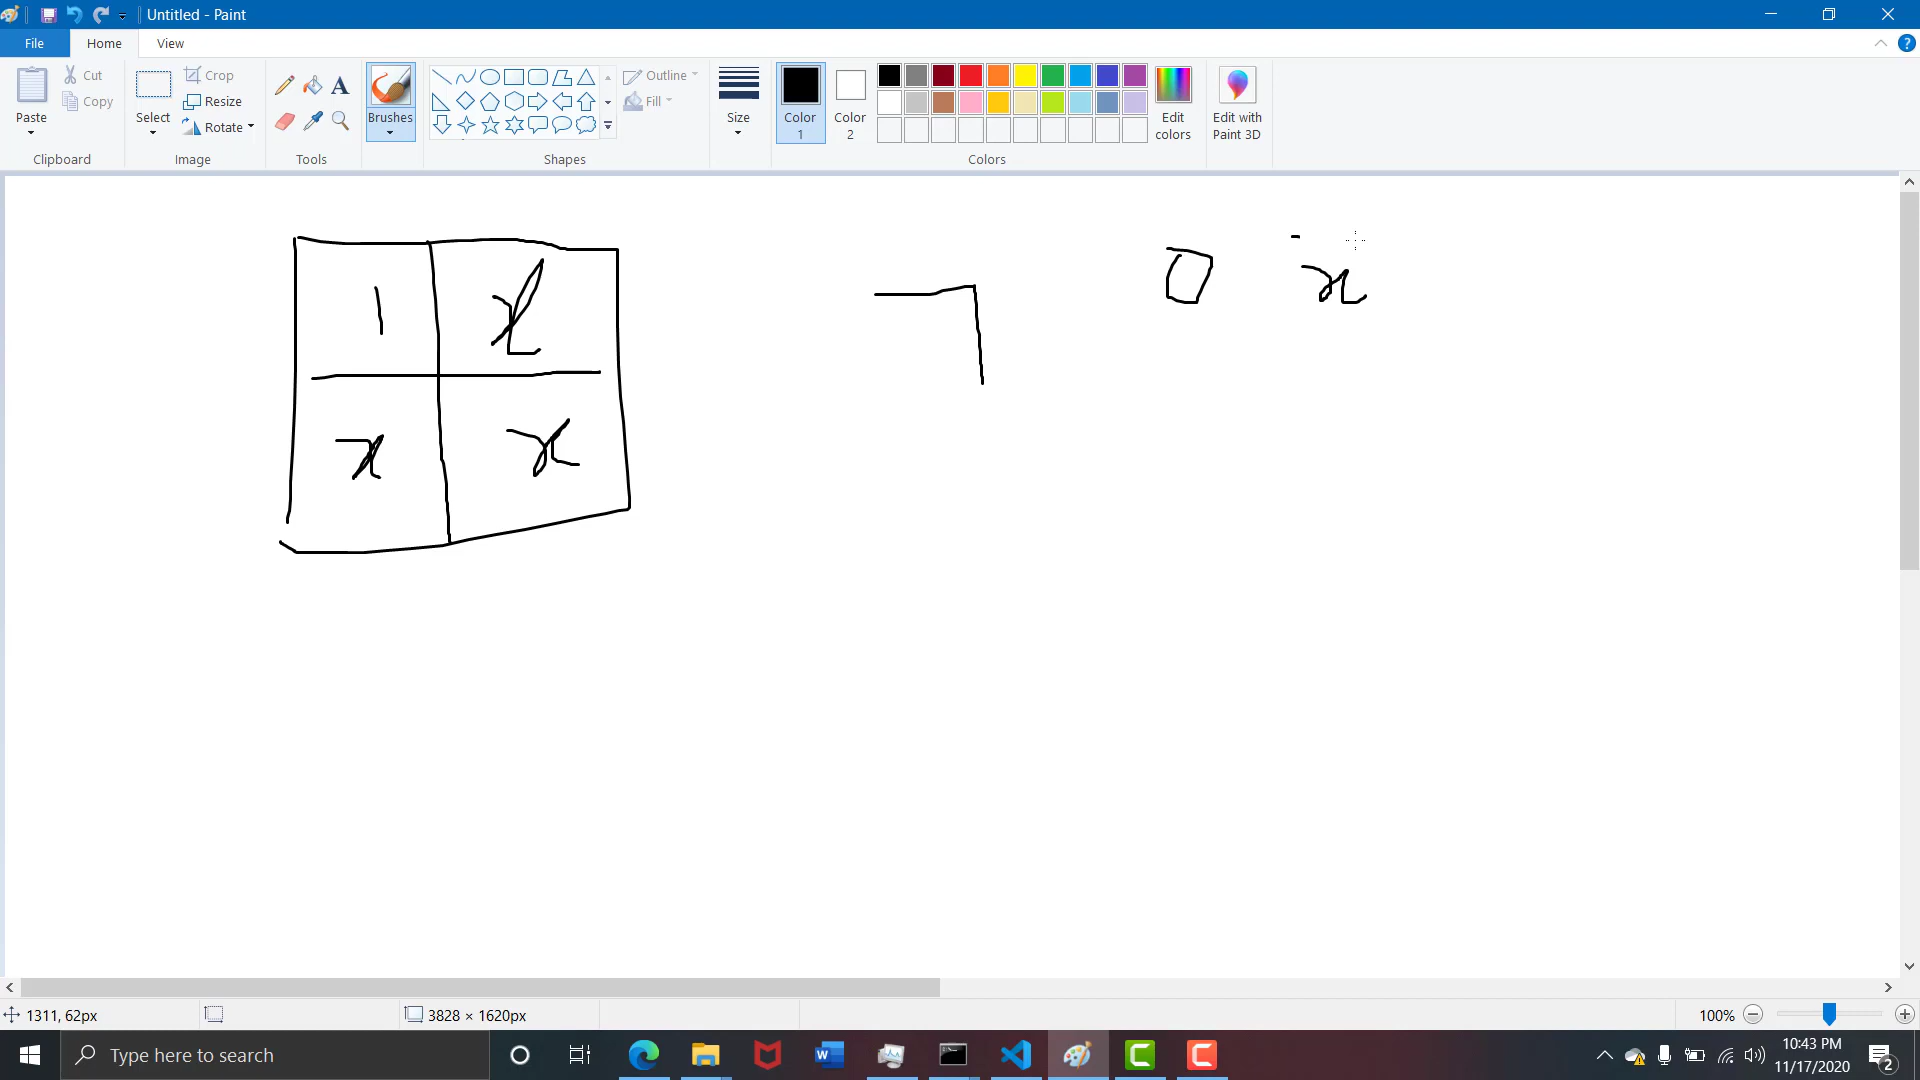 Untitled - Paint
File Home View
Paste
Cut
Copy
Clipboard
Select
Crop
Resize
Rotate
Image
Tools
Brushes
Outline
Fill
Shapes
Size
Color 1
Color 2
Colors
Edit colors
Edit with Paint 3D
1 x
x x
0 x
1311, 62px
3828 × 1620px
100%
Type here to search
10:43 PM
11/17/2020
2